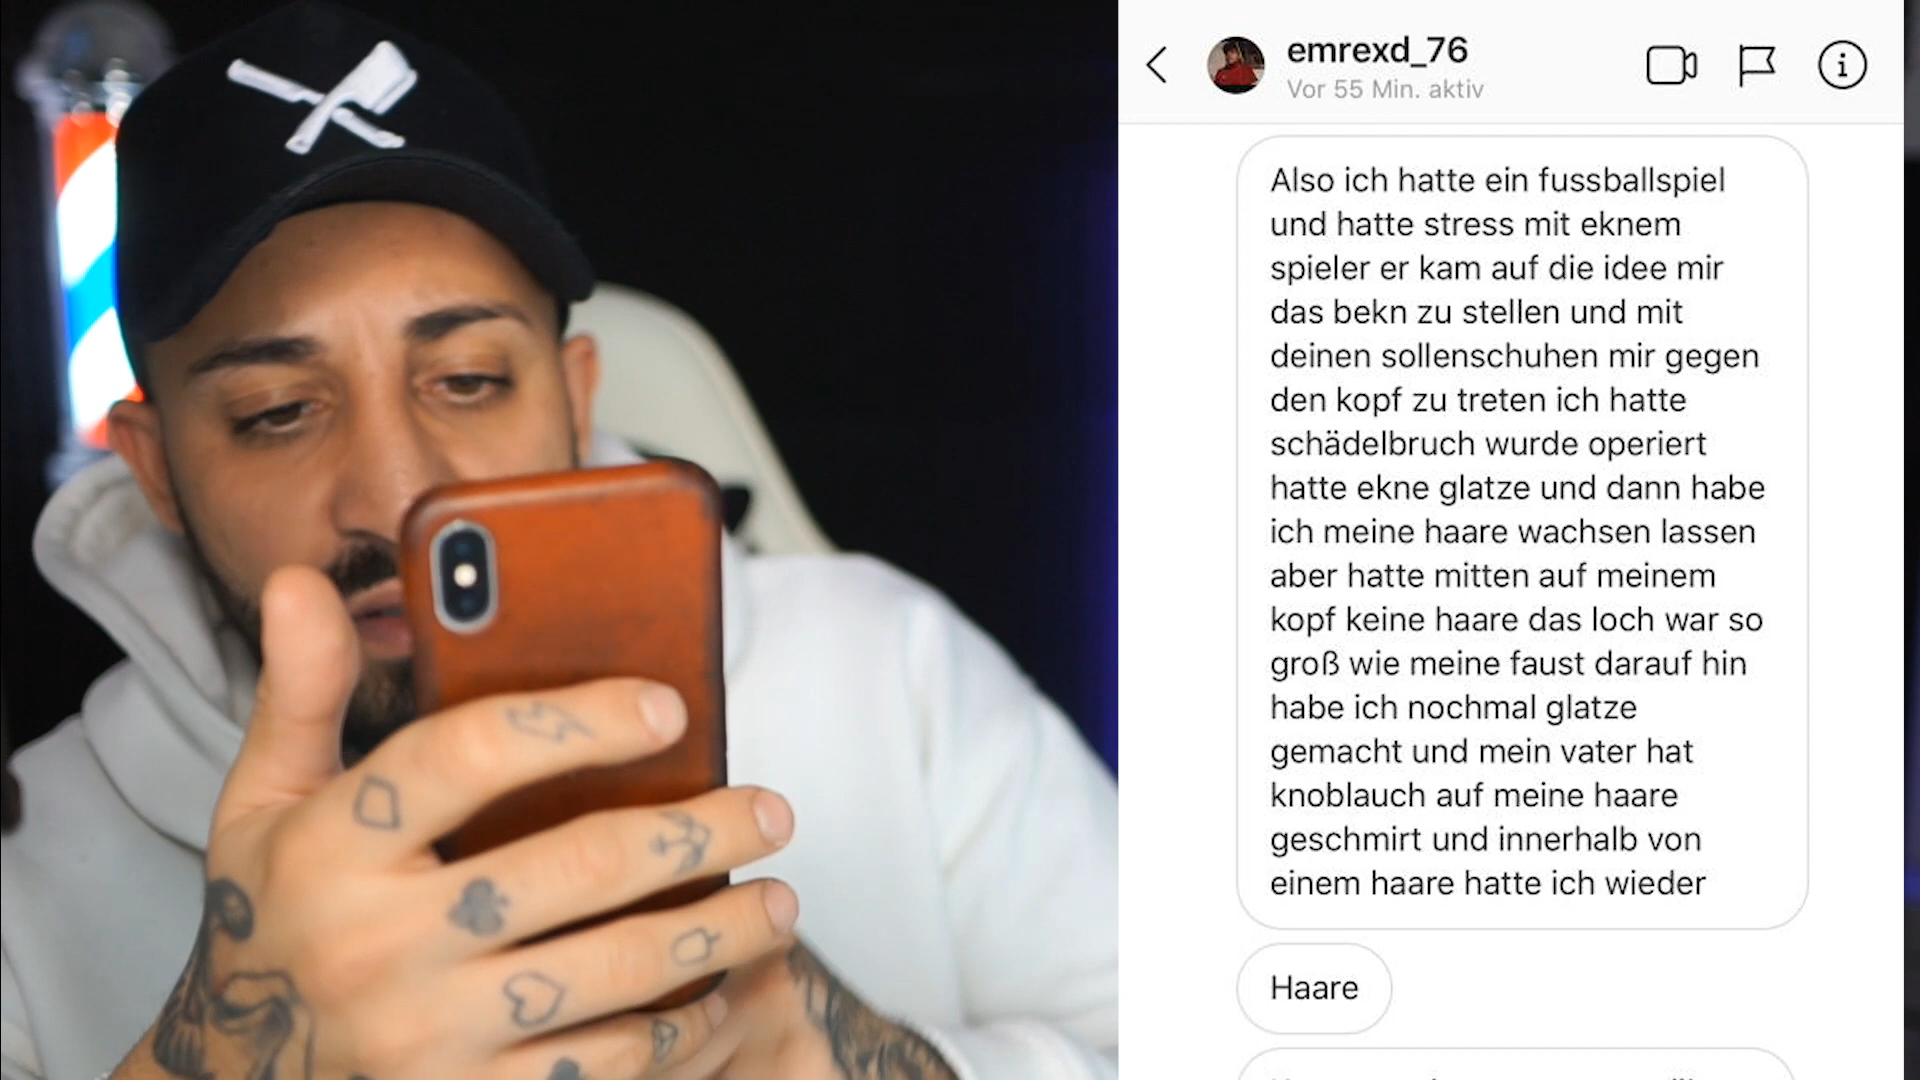 emrexd_76
Vor 55 Min. aktiv
Also ich hatte ein fussballspiel
und hatte stress mit eknem
spieler er kam auf die idee mir
das bekn zu stellen und mit
deinen sollenschuhen mir gegen
den kopf zu treten ich hatte
schädelbruch wurde operiert
hatte ekne glatze und dann habe
ich meine haare wachsen lassen
aber hatte mitten auf meinem
kopf keine haare das loch war so
groß wie meine faust darauf hin
habe ich nochmal glatze
gemacht und mein vater hat
knoblauch auf meine haare
geschmirt und innerhalb von
einem haare hatte ich wieder
Haare